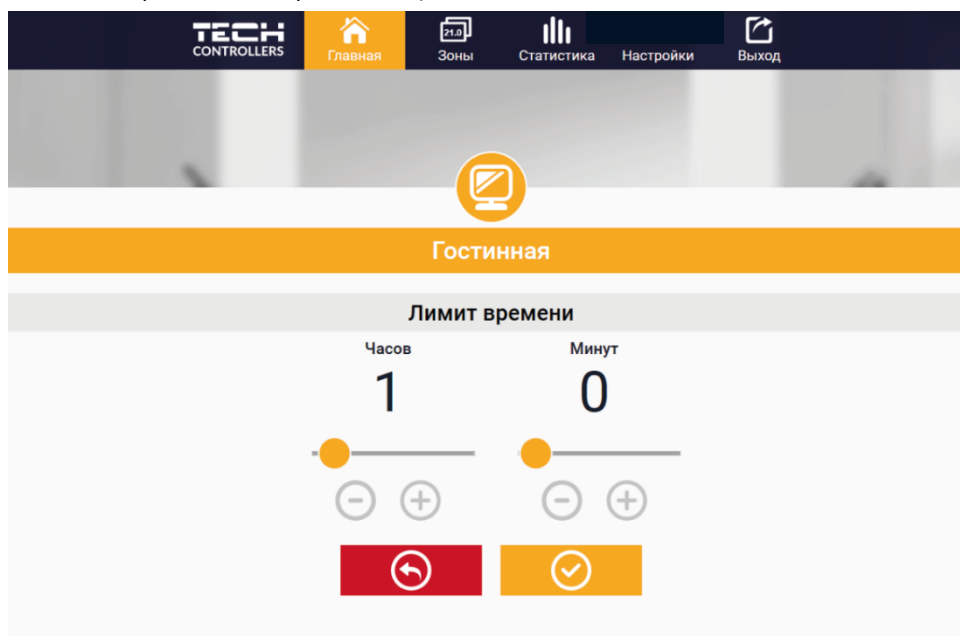 TECH
CONTROLLERS
Главная
21.0
Зоны
Статистика
Настройки
Выход
Гостинная
Лимит времени
Часов
Минут
1
0